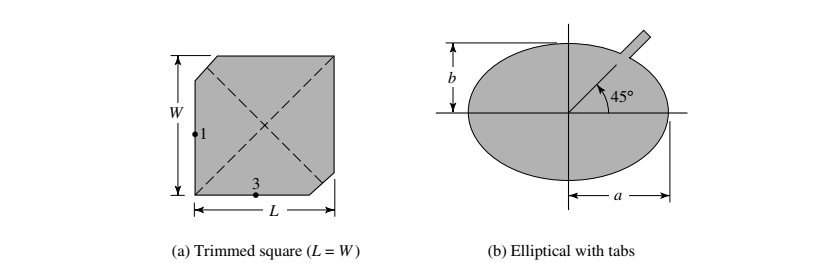 W
1
3
L
(a) Trimmed square (L = W)
b
45°
a
(b) Elliptical with tabs